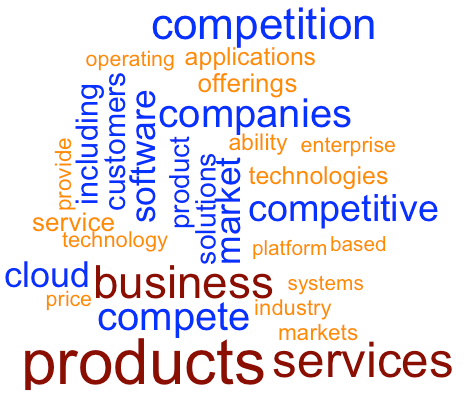 competition
operating applications
offerings
including
customers
software
companies
provide
product
solutions
market
ability enterprise
technologies
service
competitive
technology
platform based
cloud business systems
price
compete industry
markets
products services